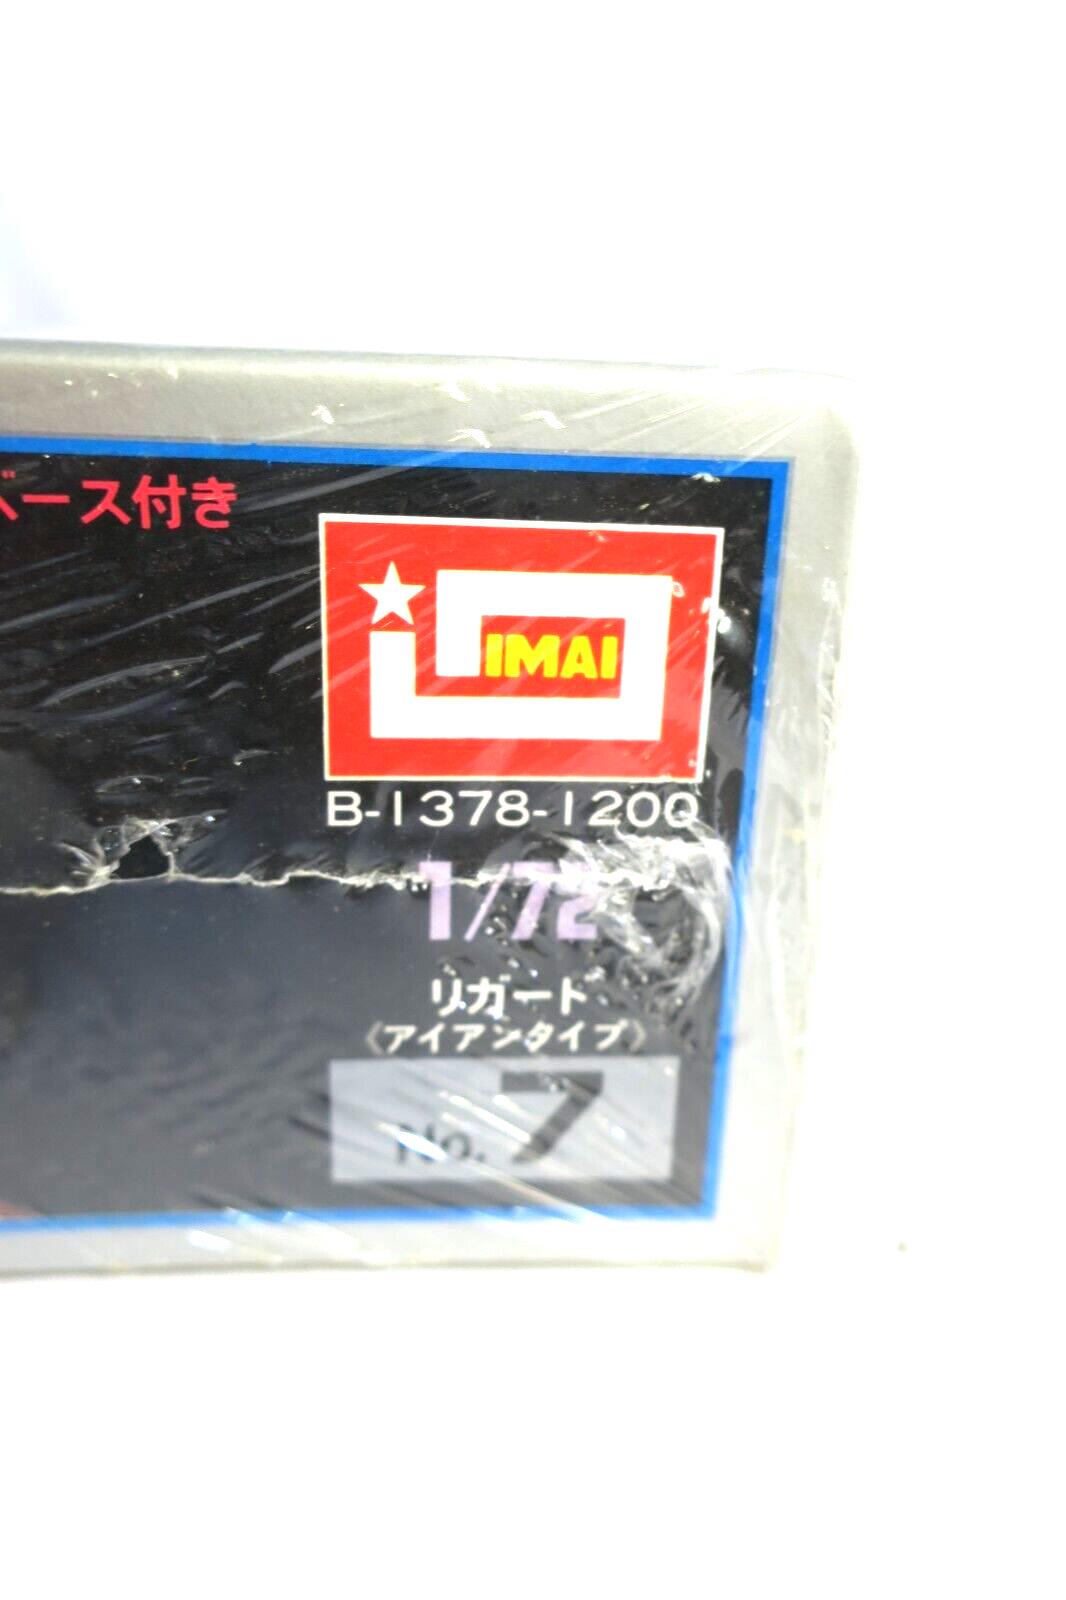 ベース付き
IMAI
B-1378-1200
1/72
リガード
《アイアンタイプ》
No. 7